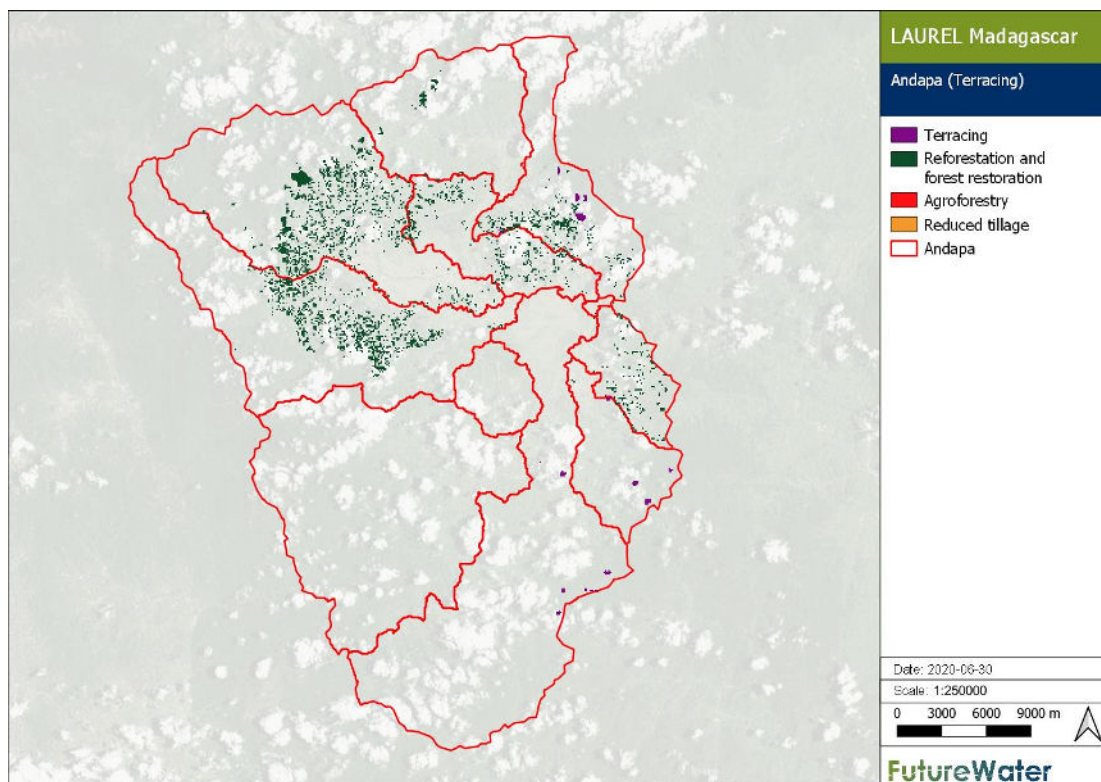 LAUREL Madagascar
Andapa (Terracing)
Terracing
Reforestation and
forest restoration
Agroforestry
Reduced tillage
Andapa
Date: 2020-06-30
Scale: 1:250000
0 3000 6000 9000 m
FutureWater